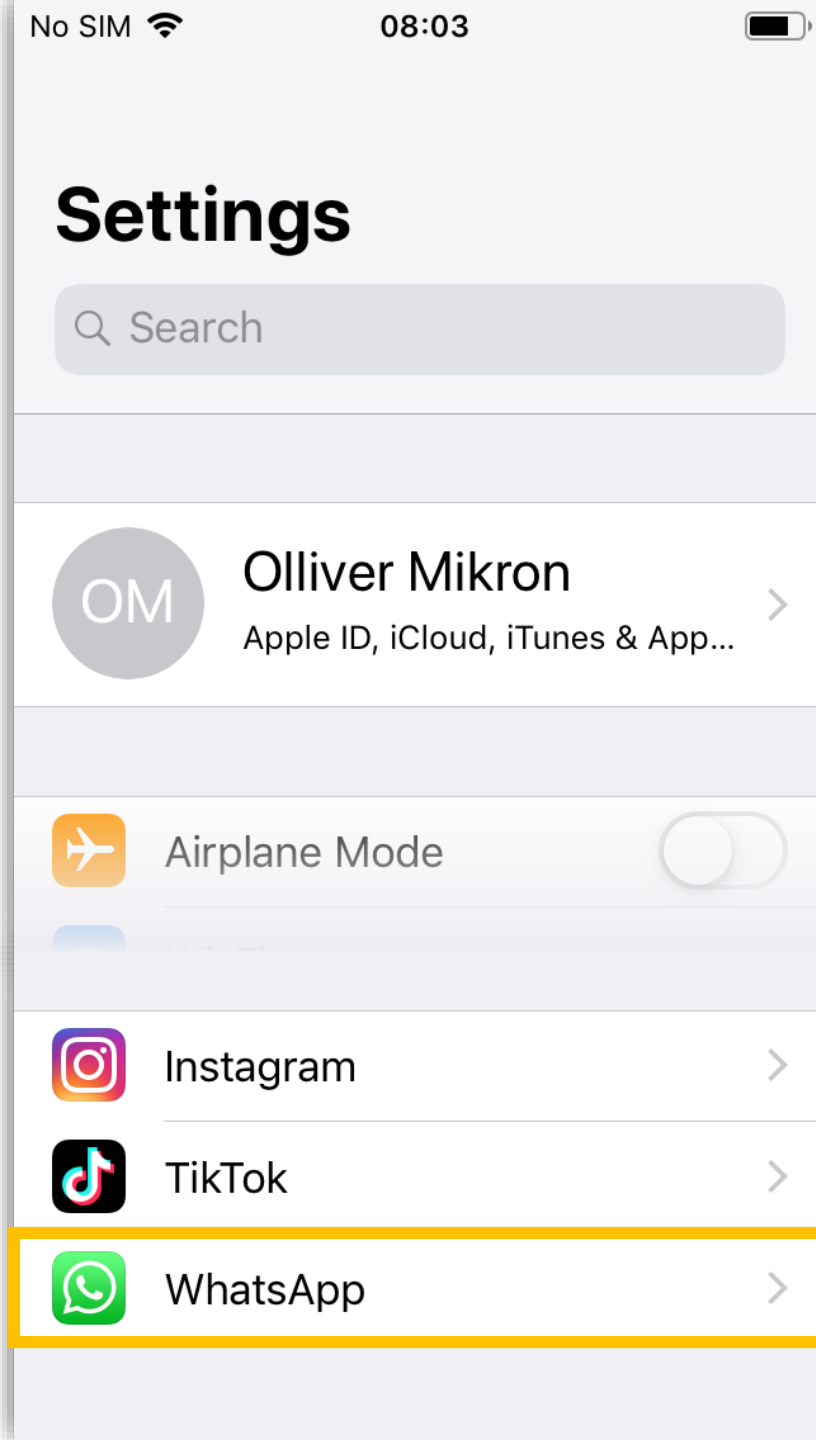 No SIM 08:03
Settings
Search
OM
Olliver Mikron
Apple ID, iCloud, iTunes & App...
Airplane Mode
Instagram
TikTok
WhatsApp